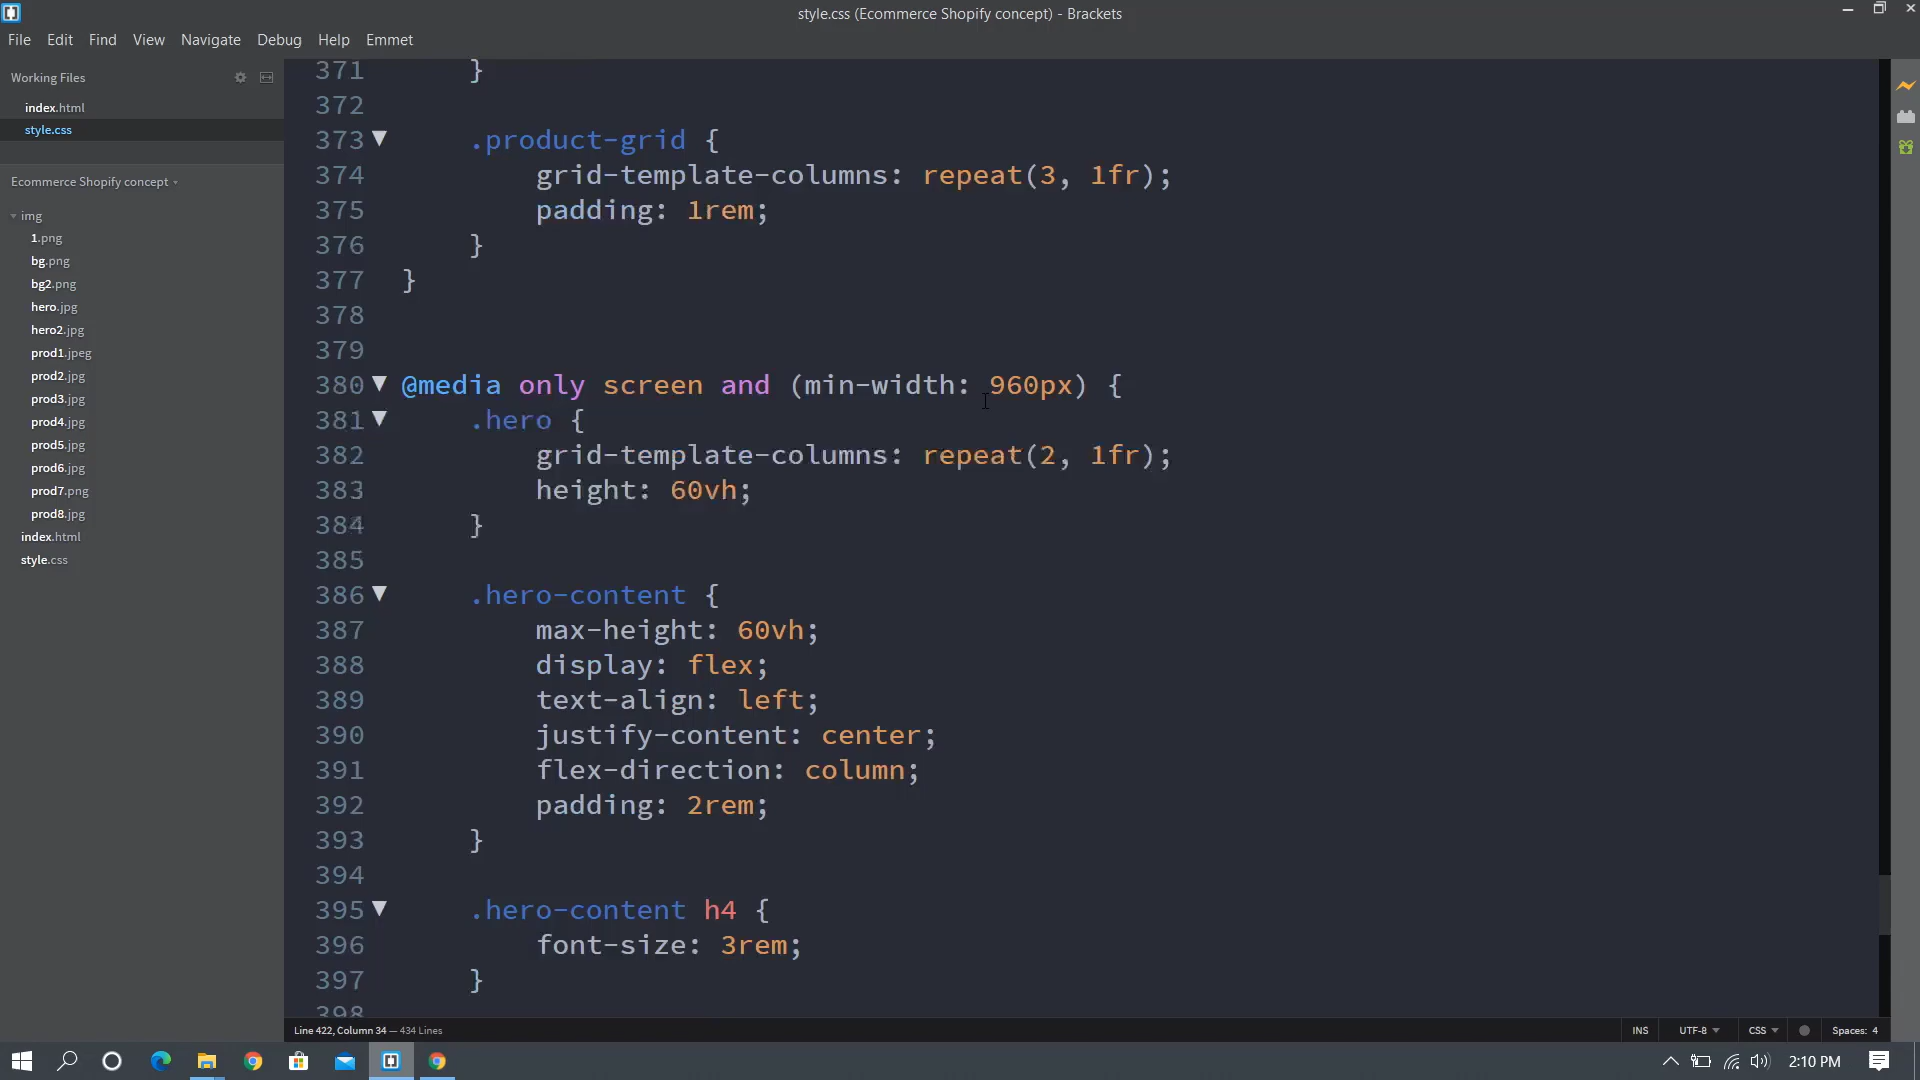 style.css (Ecommerce Shopify concept) - Brackets
File Edit Find View Navigate Debug Help Emmet
Working Files
index.html
style.css
Ecommerce Shopify concept
img
1.png
bg.png
bg2.png
hero.jpg
hero2.jpg
prod1.jpeg
prod2.jpg
prod3.jpg
prod4.jpg
prod5.jpg
prod6.jpg
prod7.png
prod8.jpg
index.html
style.css
371 }
372
373 .product-grid {
374 grid-template-columns: repeat(3, 1fr);
375 padding: 1rem;
376 }
377 }
378
379
380 @media only screen and (min-width: 960px) {
381 .hero {
382 grid-template-columns: repeat(2, 1fr);
383 height: 60vh;
384 }
385
386 .hero-content {
387 max-height: 60vh;
388 display: flex;
389 text-align: left;
390 justify-content: center;
391 flex-direction: column;
392 padding: 2rem;
393 }
394
395 .hero-content h4 {
396 font-size: 3rem;
397 }
398
Line 422, Column 34 — 434 Lines
INS UTF-8 CSS Spaces: 4
2:10 PM